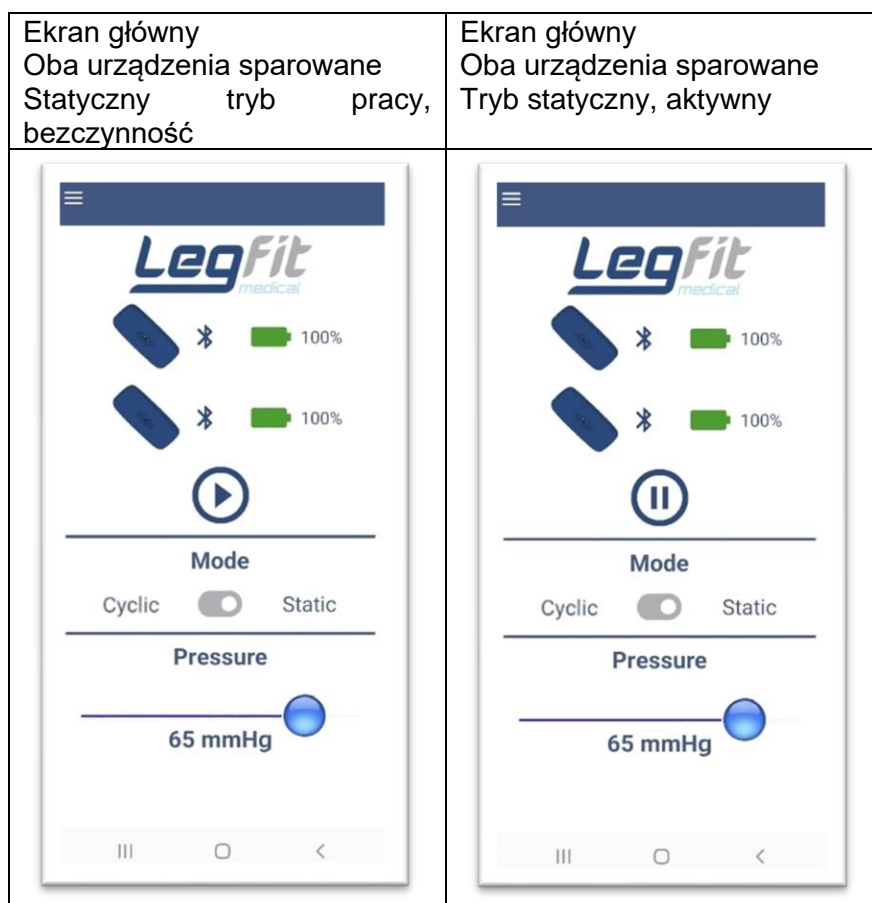 Ekran główny
Oba urządzenia sparowane
Statyczny tryb pracy,
bezczynność
Ekran główny
Oba urządzenia sparowane
Tryb statyczny, aktywny
LegFit
medical
100%
100%
Mode
Cyclic Static
Pressure
65 mmHg
LegFit
medical
100%
100%
Mode
Cyclic Static
Pressure
65 mmHg